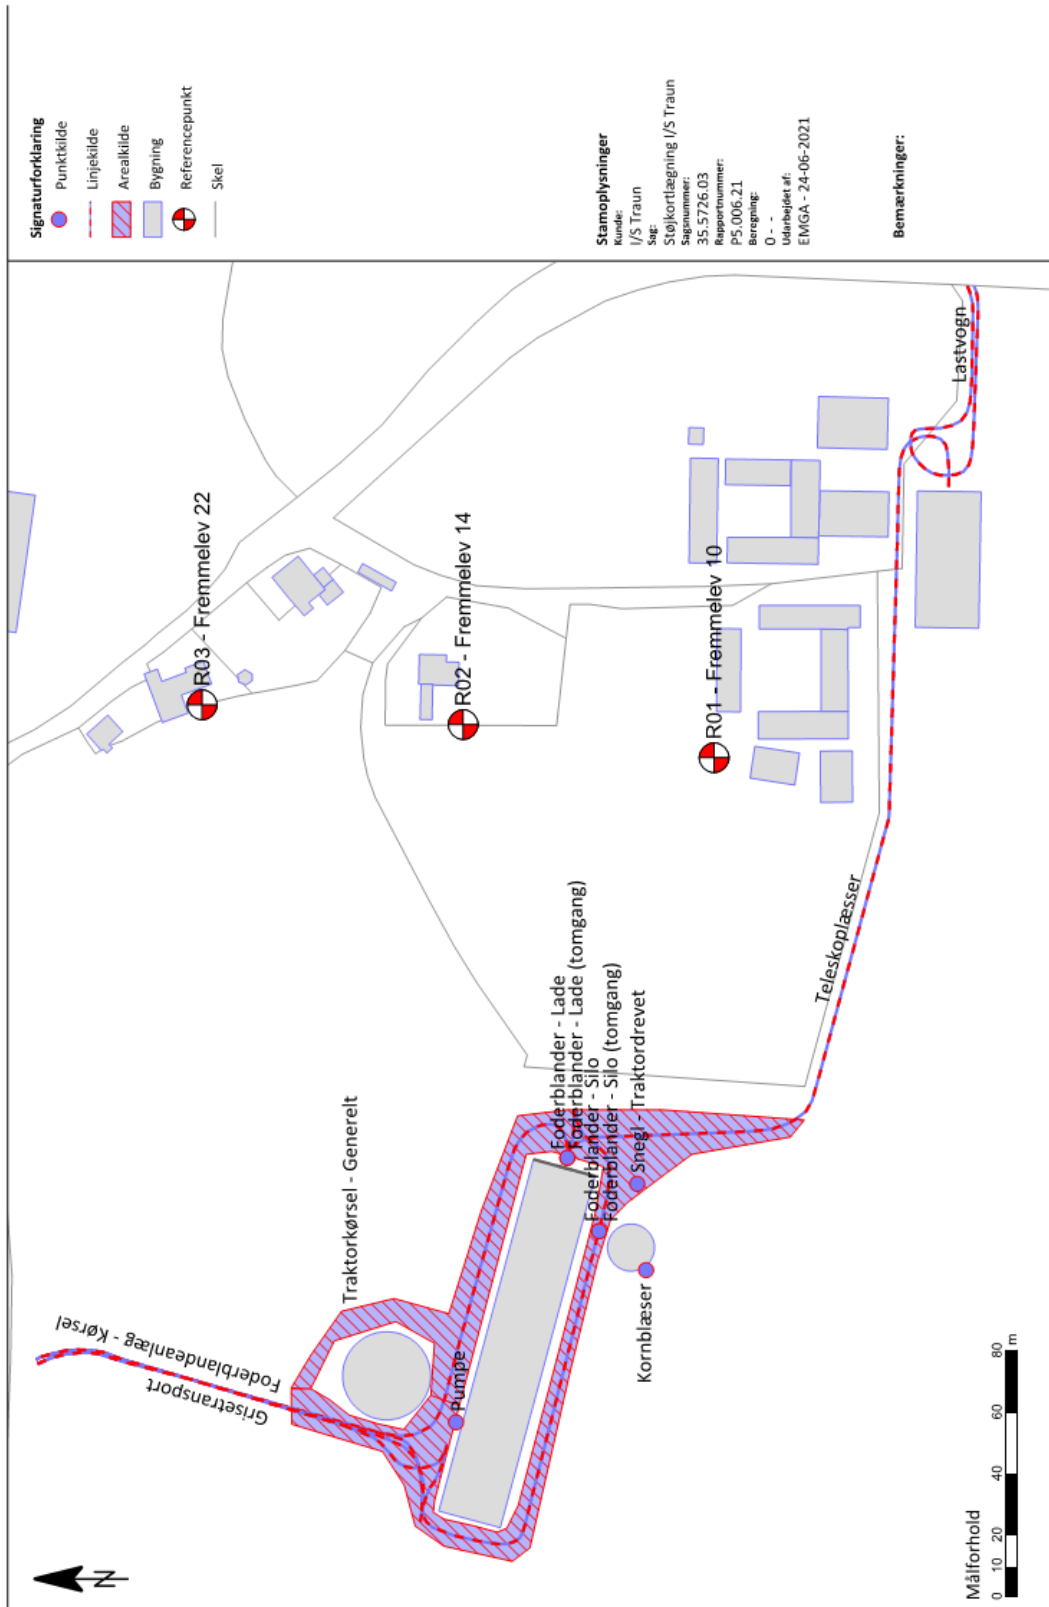 Signaturforklaring
Punktkilde
Linjekilde
Arealkilde
Bygning
Referencepunkt
Skel
Stamoplysninger
Kunde:
I/S Traun
Sag:
Støjkortlægning I/S Traun
Sagsnummer:
35.5726.03
Rapportnummer:
P5.006.21
Beregning:
0 - -
Udarbejdet af:
EMGA - 24-06-2021
Bemærkninger:
R03 - Fremmelev 22
R02 - Fremmelev 14
R01 - Fremmelev 10
Lastvogn
Teleskoplæsser
Foderblander - Lade
Foderblander - Lade (tomgang)
Foderblander - Silo
Foderblander - Silo (tomgang)
Snegl - Traktordrevet
Traktorkørsel - Generelt
Kornblæser
Pumpe
Foderblandeanlæg - Kørsel
Grisetransport
N
Målforhold
0 10 20 40 60 80
m